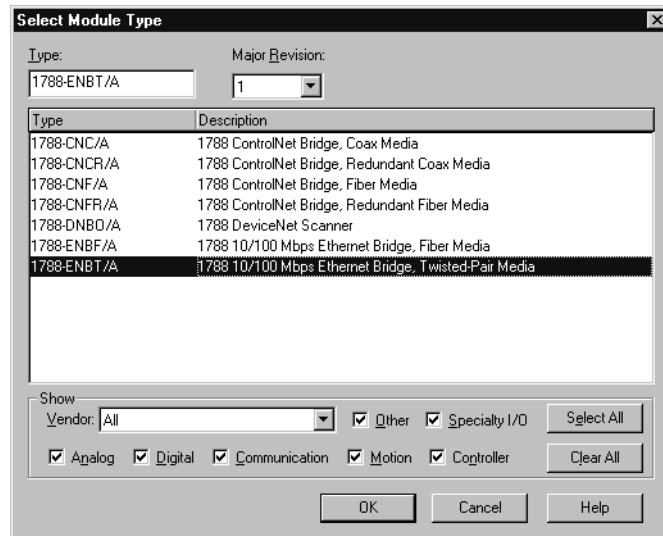 Select Module Type
Type:
Major Revision:
1788-ENBT/A
1
Type Description
1788-CNC/A 1788 ControlNet Bridge, Coax Media
1788-CNCR/A 1788 ControlNet Bridge, Redundant Coax Media
1788-CNF/A 1788 ControlNet Bridge, Fiber Media
1788-CNFR/A 1788 ControlNet Bridge, Redundant Fiber Media
1788-DNBO/A 1788 DeviceNet Scanner
1788-ENBF/A 1788 10/100 Mbps Ethernet Bridge, Fiber Media
1788-ENBT/A 1788 10/100 Mbps Ethernet Bridge, Twisted-Pair Media
Show
Vendor: All Other Specialty I/O Select All
Analog Digital Communication Motion Controller Clear All
OK Cancel Help